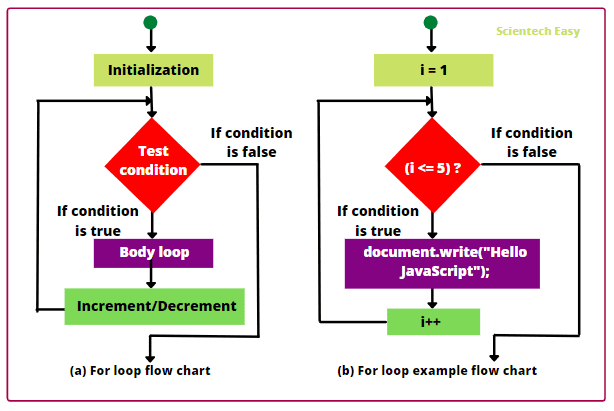 Scientech Easy
Initialization
Test
condition
If condition
is false
If condition
is true
Body loop
Increment/Decrement
(a) For loop flow chart
i = 1
(i <= 5) ?
If condition
is false
If condition
is true
document.write("Hello
JavaScript");
i++
(b) For loop example flow chart